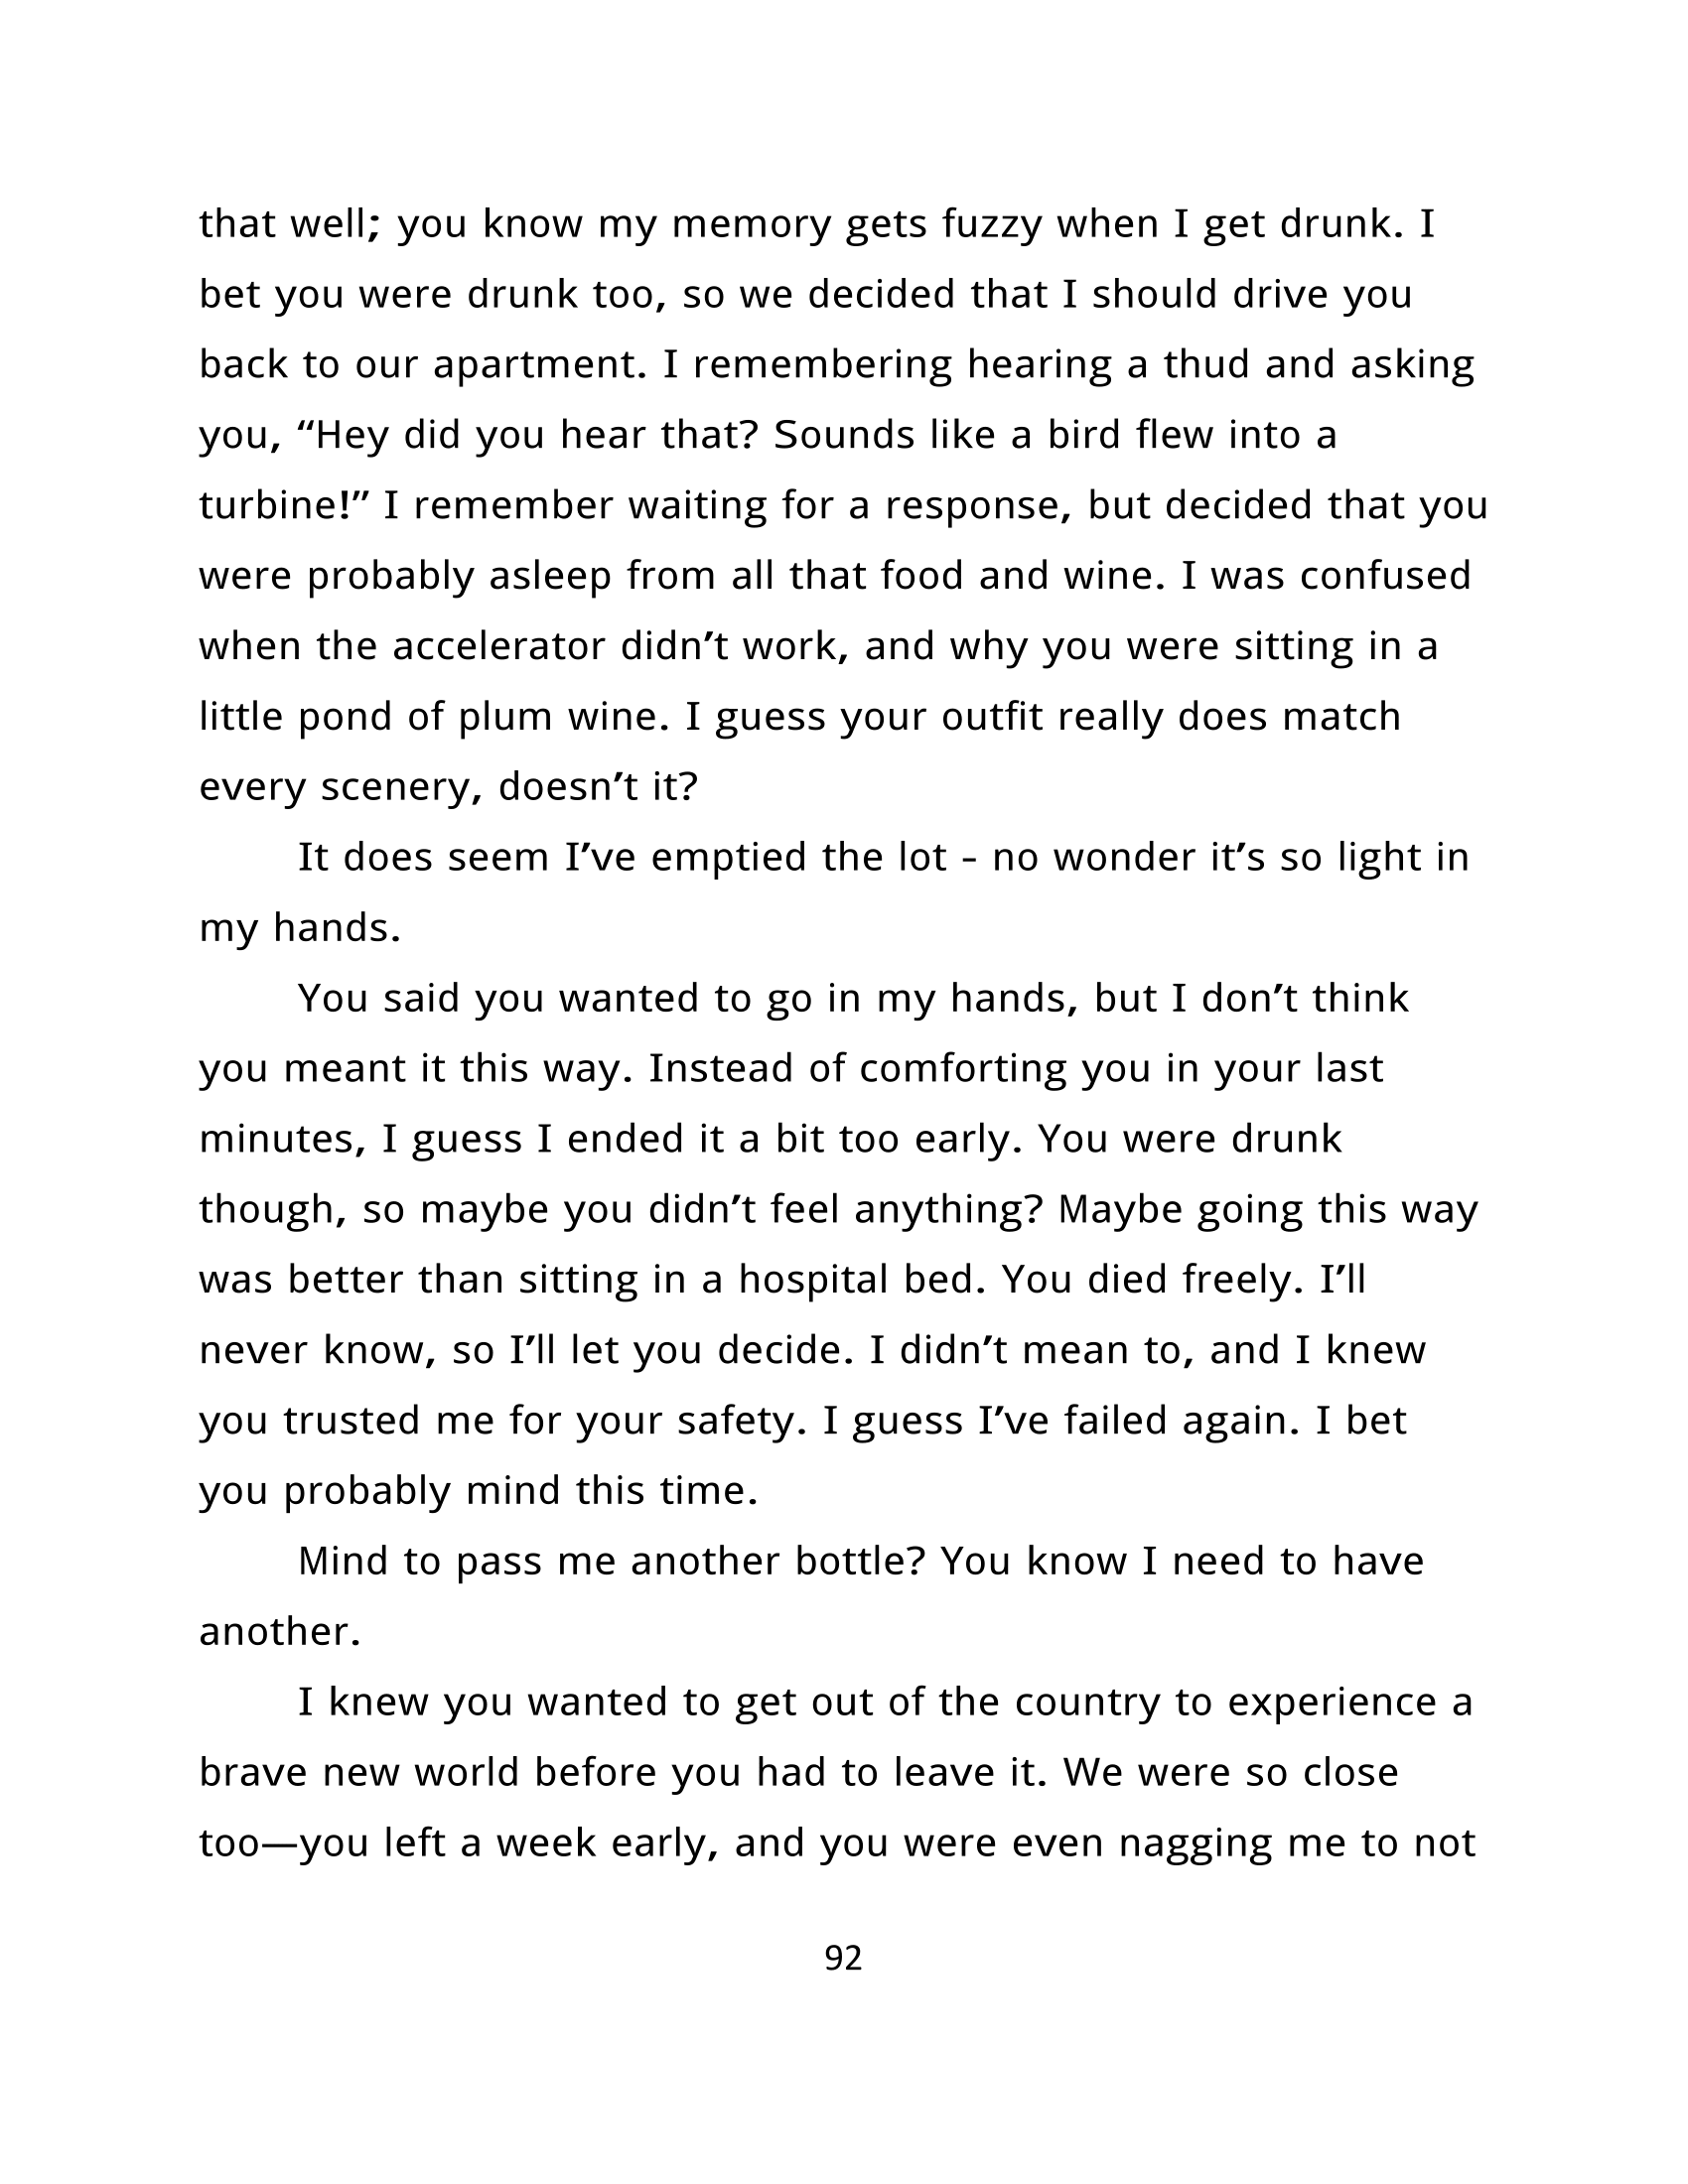 that well; you know my memory gets fuzzy when I get drunk. I
bet you were drunk too, so we decided that I should drive you
back to our apartment. I remembering hearing a thud and asking
you, “Hey did you hear that? Sounds like a bird flew into a
turbine!” I remember waiting for a response, but decided that you
were probably asleep from all that food and wine. I was confused
when the accelerator didn’t work, and why you were sitting in a
little pond of plum wine. I guess your outfit really does match
every scenery, doesn’t it?
It does seem I’ve emptied the lot – no wonder it’s so light in
my hands.
You said you wanted to go in my hands, but I don’t think
you meant it this way. Instead of comforting you in your last
minutes, I guess I ended it a bit too early. You were drunk
though, so maybe you didn’t feel anything? Maybe going this way
was better than sitting in a hospital bed. You died freely. I’ll
never know, so I’ll let you decide. I didn’t mean to, and I knew
you trusted me for your safety. I guess I’ve failed again. I bet
you probably mind this time.
Mind to pass me another bottle? You know I need to have
another.
I knew you wanted to get out of the country to experience a
brave new world before you had to leave it. We were so close
too—you left a week early, and you were even nagging me to not
92